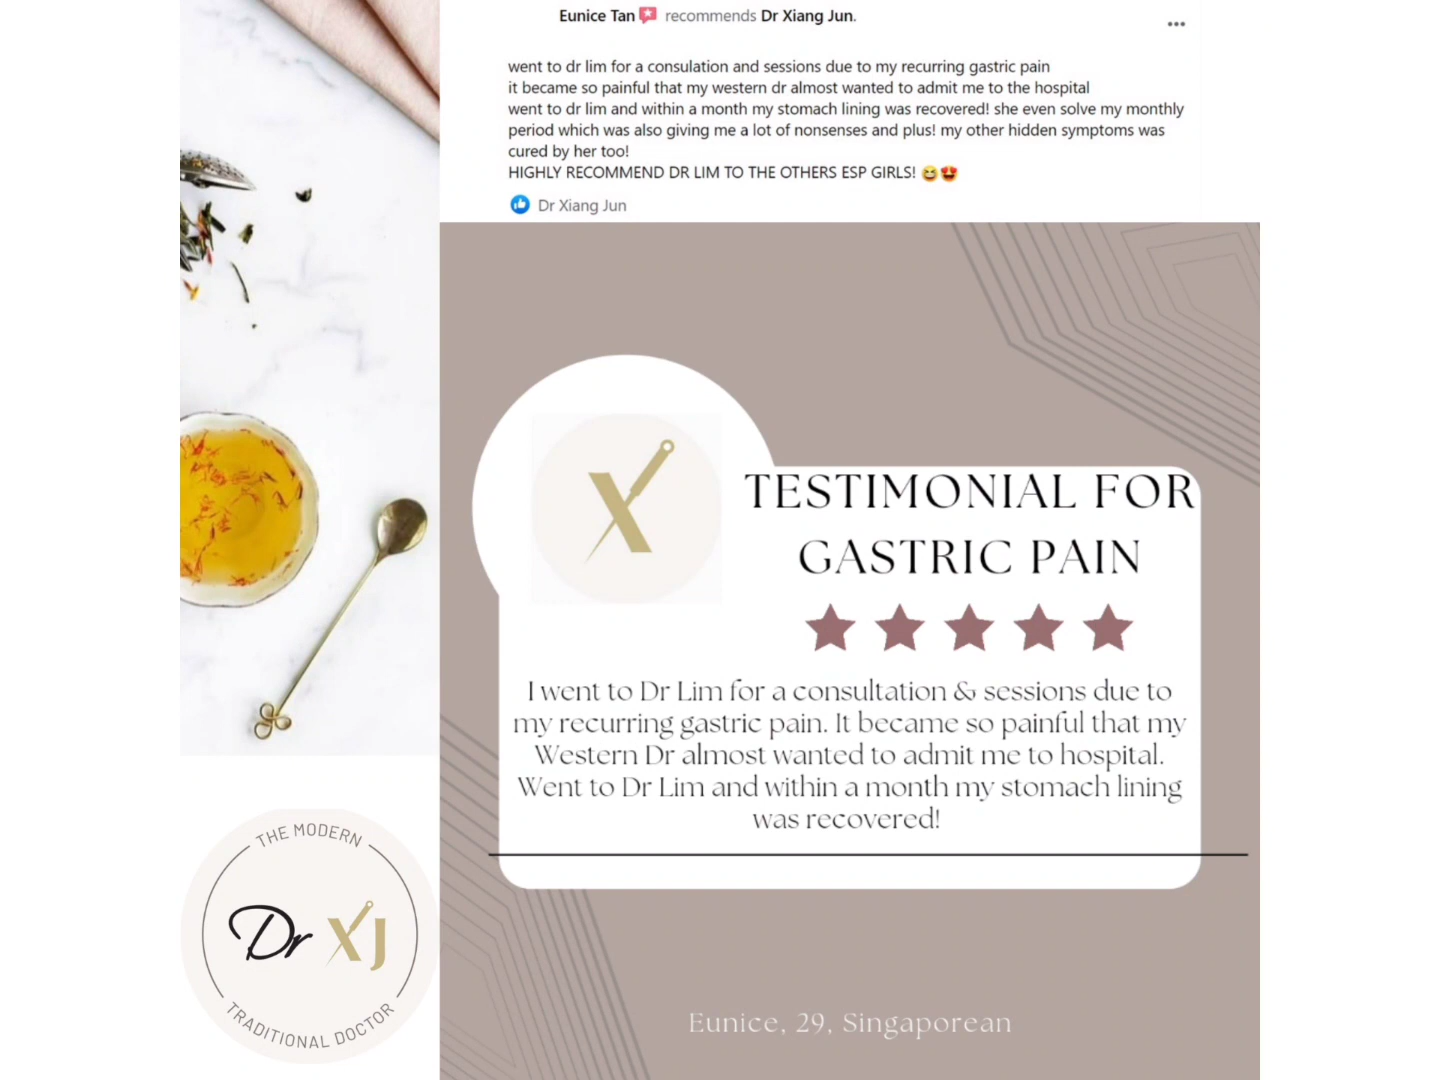 Eunice Tan recommends Dr Xiang Jun.
went to dr lim for a consulation and sessions due to my recurring gastric pain
it became so painful that my western dr almost wanted to admit me to the hospital
went to dr lim and within a month my stomach lining was recovered! she even solve my monthly
period which was also giving me a lot of nonsenses and plus! my other hidden symptoms was
cured by her too!
HIGHLY RECOMMEND DR LIM TO THE OTHERS ESP GIRLS! 😆😍
Dr Xiang Jun
X
TESTIMONIAL FOR
GASTRIC PAIN
I went to Dr Lim for a consultation & sessions due to
my recurring gastric pain. It became so painful that my
Western Dr almost wanted to admit me to hospital.
Went to Dr Lim and within a month my stomach lining
was recovered!
Eunice, 29, Singaporean
THE MODERN
Dr XJ
TRADITIONAL DOCTOR